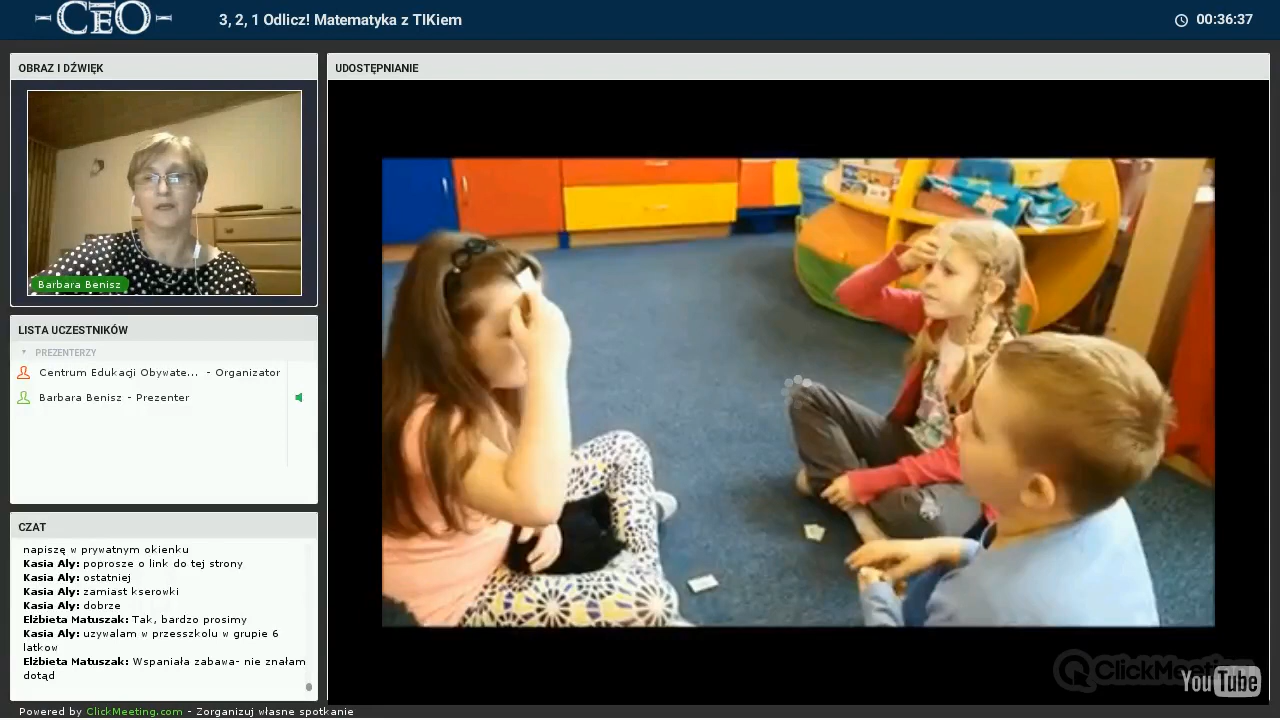 CEO
3, 2, 1 Odlicz! Matematyka z TIKiem
00:36:37
OBRAZ I DŹWIĘK
Barbara Benisz
LISTA UCZESTNIKÓW
PREZENTERZY
Centrum Edukacji Obywate... - Organizator
Barbara Benisz - Prezenter
CZAT
napiszę w prywatnym okienku
Kasia Aly: poprosze o link do tej strony
Kasia Aly: ostatniej
Kasia Aly: zamiast kserowki
Kasia Aly: dobrze
Elżbieta Matuszak: Tak, bardzo prosimy
Kasia Aly: uzywalam w przesszkolu w grupie 6
latkow
Elżbieta Matuszak: Wspaniała zabawa- nie znałam
dotąd
Powered by ClickMeeting.com - Zorganizuj własne spotkanie
UDOSTĘPNIANIE
ClickMeeting
YouTube